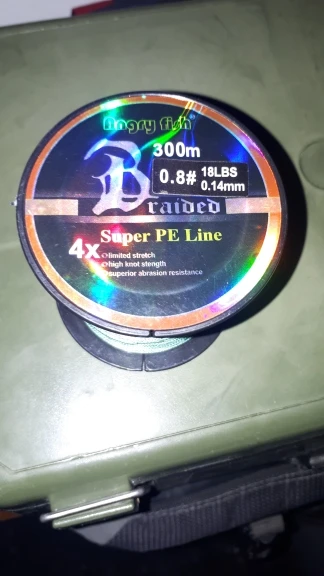 Angry fish
300m
0.8# 18LBS
0.14mm
Braided
Super PE Line
4x
limited stretch
high knot stength
superior abrasion resistance